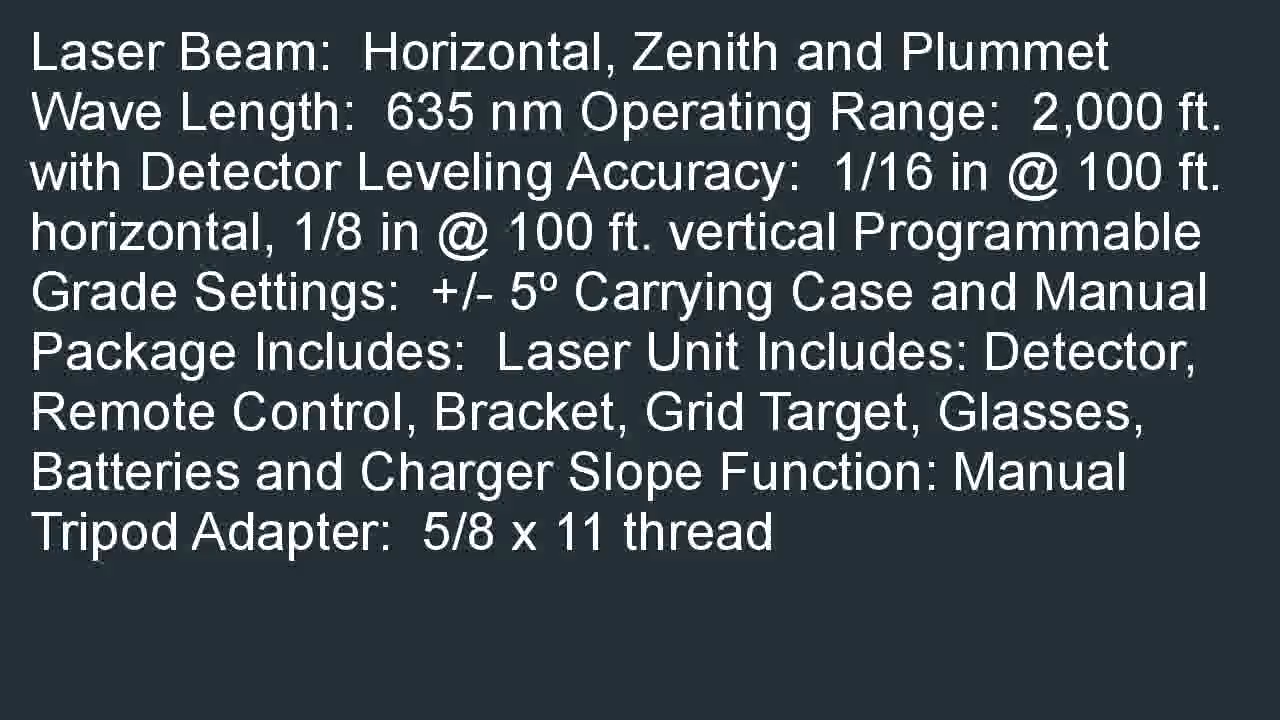 Laser Beam:  Horizontal, Zenith and Plummet
Wave Length:  635 nm Operating Range:  2,000 ft.
with Detector Leveling Accuracy:  1/16 in @ 100 ft.
horizontal, 1/8 in @ 100 ft. vertical Programmable
Grade Settings:  +/- 5º Carrying Case and Manual
Package Includes:  Laser Unit Includes: Detector,
Remote Control, Bracket, Grid Target, Glasses,
Batteries and Charger Slope Function: Manual
Tripod Adapter:  5/8 x 11 thread